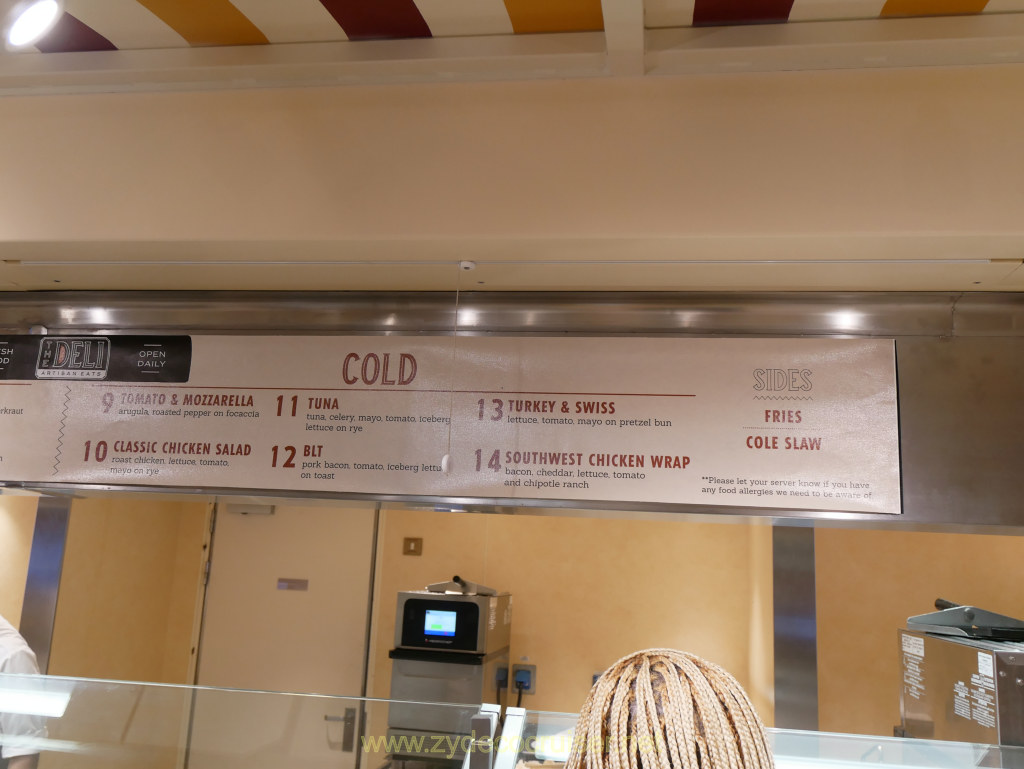 THE DELI
ARTISAN EATS
OPEN
DAILY
COLD
9 TOMATO & MOZZARELLA
arugula, roasted pepper on focaccia
10 CLASSIC CHICKEN SALAD
roast chicken, lettuce, tomato,
mayo on rye
11 TUNA
tuna, celery, mayo, tomato, iceberg
lettuce on rye
12 BLT
pork bacon, tomato, iceberg
on toast
13 TURKEY & SWISS
lettuce, tomato, mayo on pretzel bun
14 SOUTHWEST CHICKEN WRAP
bacon, cheddar, lettuce, tomato
and chipotle ranch
SIDES
FRIES
COLE SLAW
**Please let your server know if you have
any food allergies we need to be aware of
www.zydecocruiser.net